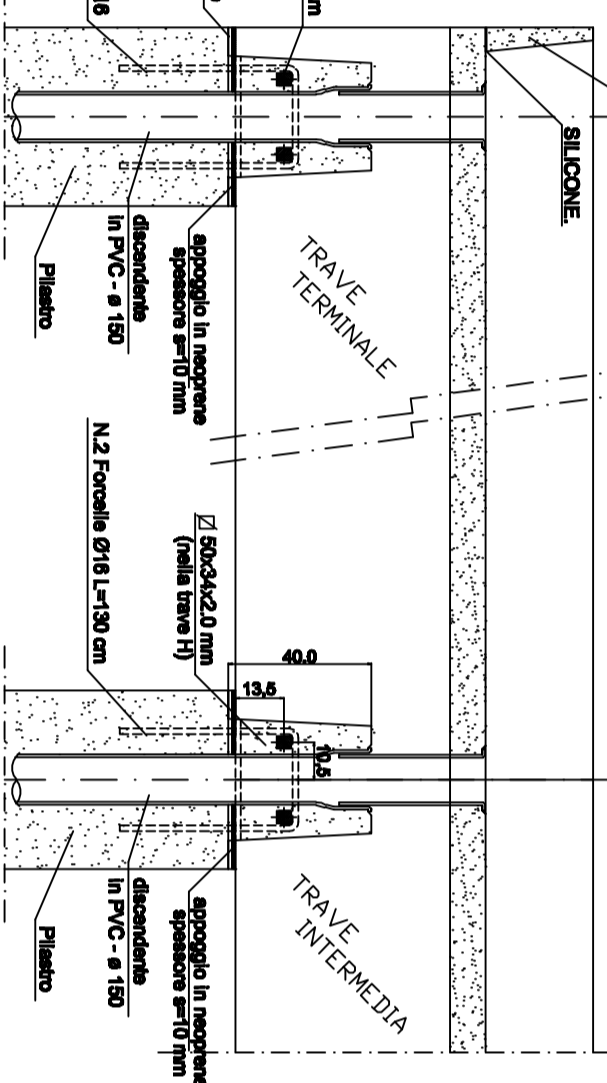 m
16
SILICONE.
TRAVE
TERMINALE
appoggio in neoprene
spessore s=10 mm
discendente
in PVC - ø 150
Pilastro
50x34x2,0 mm
(nella trave H)
N.2 Forcelle Ø16 L=130 cm
40.0
13,5
10,5
TRAVE
INTERMEDIA
appoggio in neoprene
spessore s=10 mm
discendente
in PVC - ø 150
Pilastro